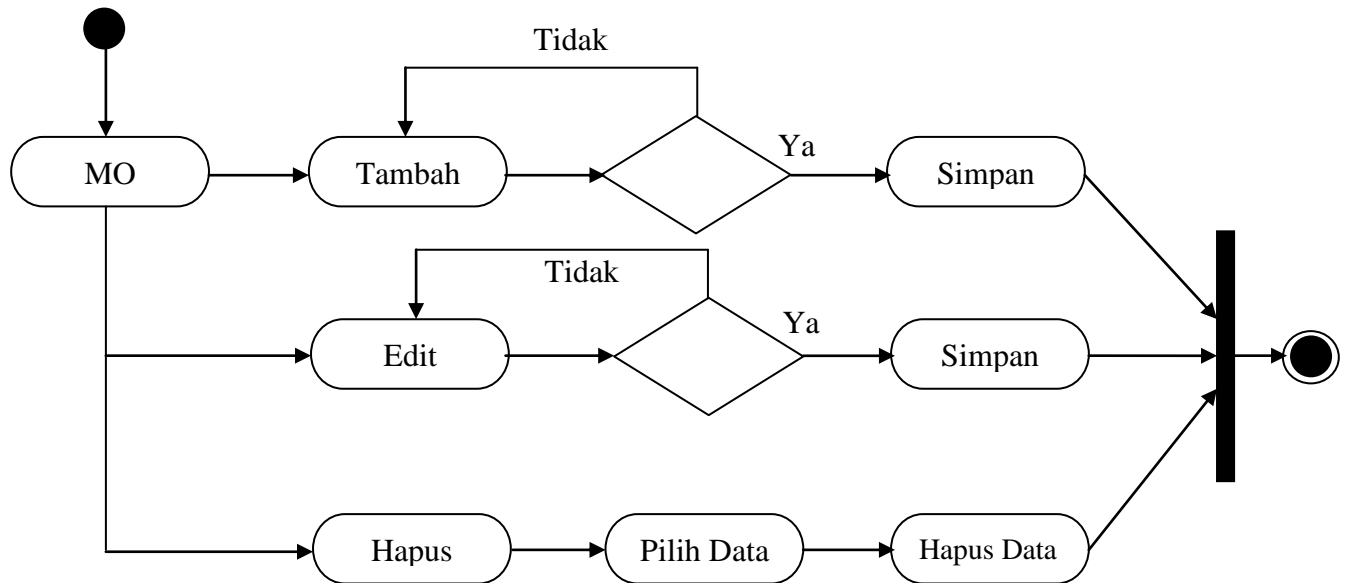 Tidak
MO
Tambah
Ya
Simpan
Tidak
Edit
Ya
Simpan
Hapus
Pilih Data
Hapus Data